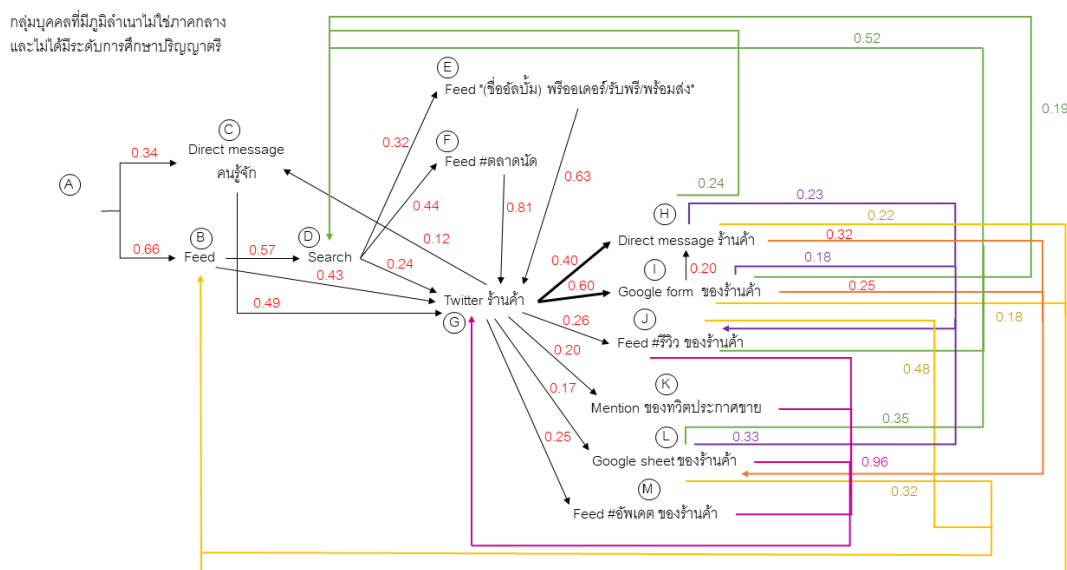 กลุ่มบุคคลที่มีภูมิลำเนาไม่ใช่ภาคกลาง
และไม่ได้มีระดับการศึกษาปริญญาตรี
0.52
E
Feed "(ชื่ออัลบั้ม) พรีออเดอร์/รับพรี/พร้อมส่ง"
0.19
C
Direct message
คนรู้จัก
0.34
0.32
F
Feed #ตลาดนัด
0.63
A
0.44
0.81
0.24
0.23
H
0.22
Direct message ร้านค้า
0.32
0.66
B
Feed
0.57
D
Search
0.12
0.24
0.40
0.18
0.43
I
0.20
Google form ของร้านค้า
0.25
0.60
0.49
Twitter ร้านค้า
G
0.26
J
Feed #รีวิว ของร้านค้า
0.18
0.20
0.48
0.17
K
Mention ของทวิตประกาศขาย
0.25
L
0.35
0.33
Google sheet ของร้านค้า
0.96
M
0.32
Feed #อัพเดต ของร้านค้า